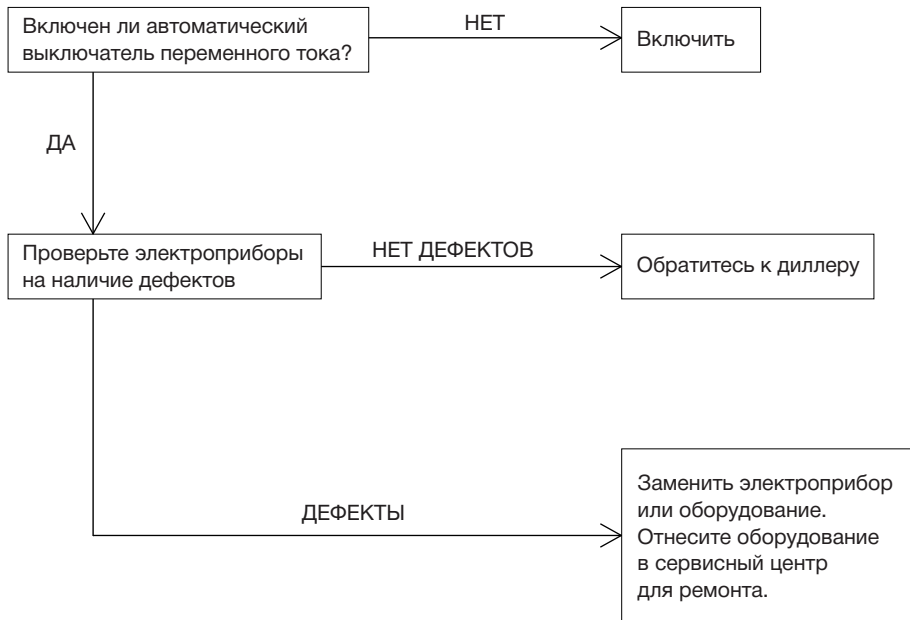 Включен ли автоматический
выключатель переменного тока?
НЕТ
Включить
ДА
Проверьте электроприборы
на наличие дефектов
НЕТ ДЕФЕКТОВ
Обратитесь к диллеру
ДЕФЕКТЫ
Заменить электроприбор
или оборудование.
Отнесите оборудование
в сервисный центр
для ремонта.